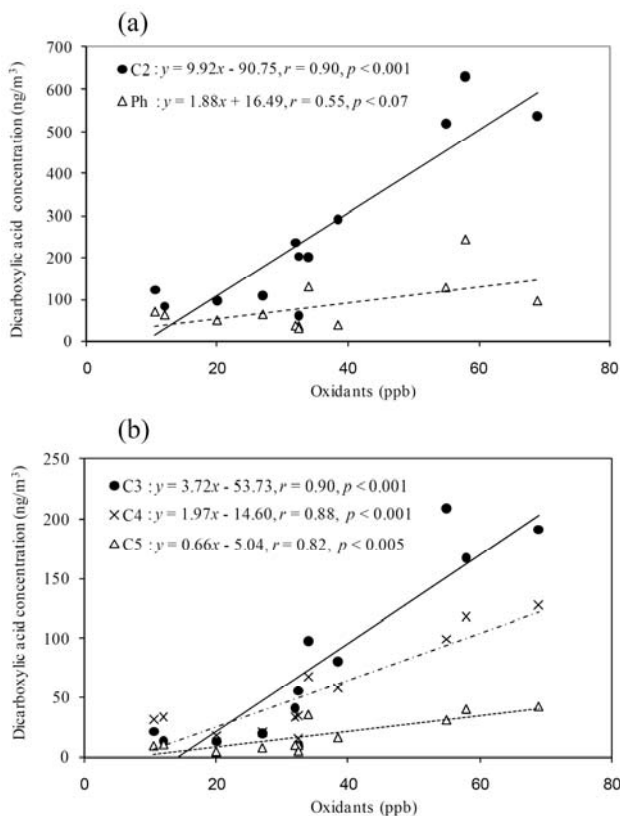 (a)
Dicarboxylic acid concentration (ng/m³)
700
600
500
400
300
200
100
0
● C2 : y = 9.92x - 90.75, r = 0.90, p < 0.001
△ Ph : y = 1.88x + 16.49, r = 0.55, p < 0.07
0 20 40 60 80
Oxidants (ppb)
(b)
Dicarboxylic acid concentration (ng/m³)
250
200
150
100
50
0
● C3 : y = 3.72x - 53.73, r = 0.90, p < 0.001
× C4 : y = 1.97x - 14.60, r = 0.88, p < 0.001
△ C5 : y = 0.66x - 5.04, r = 0.82, p < 0.005
0 20 40 60 80
Oxidants (ppb)